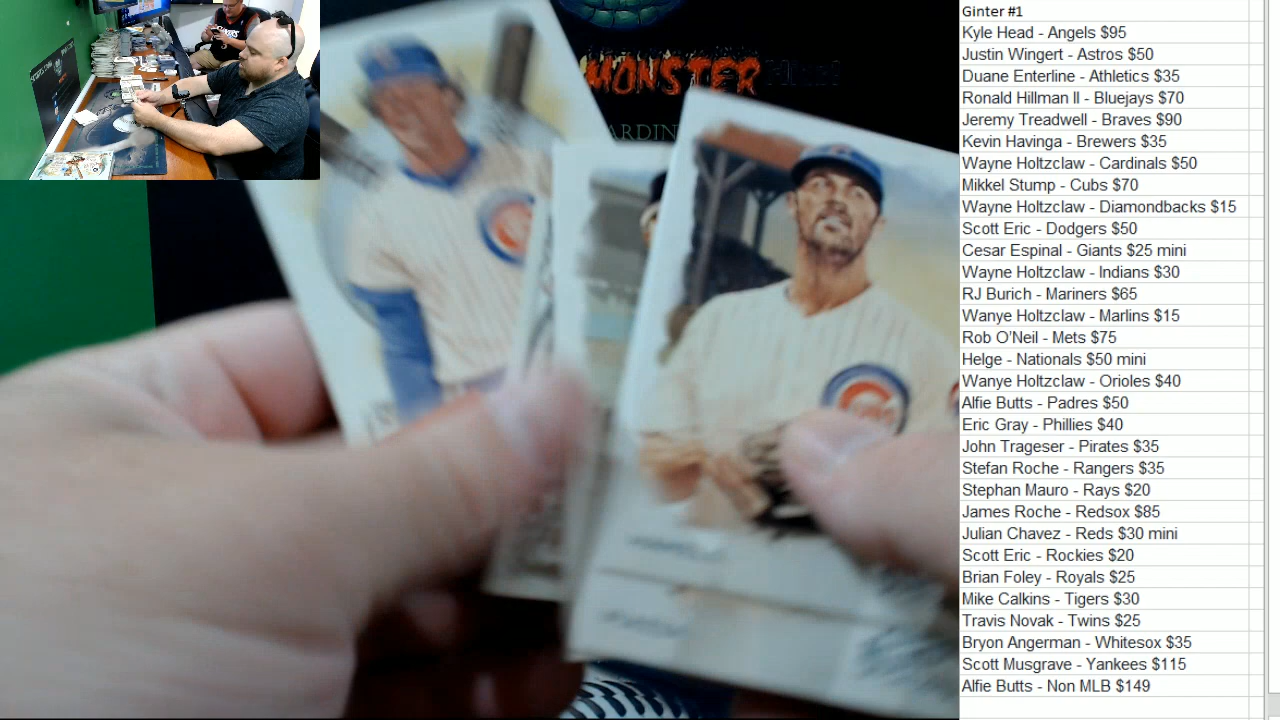 MONSTER
ARDIN
Ginter #1
Kyle Head - Angels $95
Justin Wingert - Astros $50
Duane Enterline - Athletics $35
Ronald Hillman II - Bluejays $70
Jeremy Treadwell - Braves $90
Kevin Havinga - Brewers $35
Wayne Holtzclaw - Cardinals $50
Mikkel Stump - Cubs $70
Wayne Holtzclaw - Diamondbacks $15
Scott Eric - Dodgers $50
Cesar Espinal - Giants $25 mini
Wayne Holtzclaw - Indians $30
RJ Burich - Mariners $65
Wanye Holtzclaw - Marlins $15
Rob O'Neil - Mets $75
Helge - Nationals $50 mini
Wanye Holtzclaw - Orioles $40
Alfie Butts - Padres $50
Eric Gray - Phillies $40
John Trageser - Pirates $35
Stefan Roche - Rangers $35
Stephan Mauro - Rays $20
James Roche - Redsox $85
Julian Chavez - Reds $30 mini
Scott Eric - Rockies $20
Brian Foley - Royals $25
Mike Calkins - Tigers $30
Travis Novak - Twins $25
Bryon Angerman - Whitesox $35
Scott Musgrave - Yankees $115
Alfie Butts - Non MLB $149